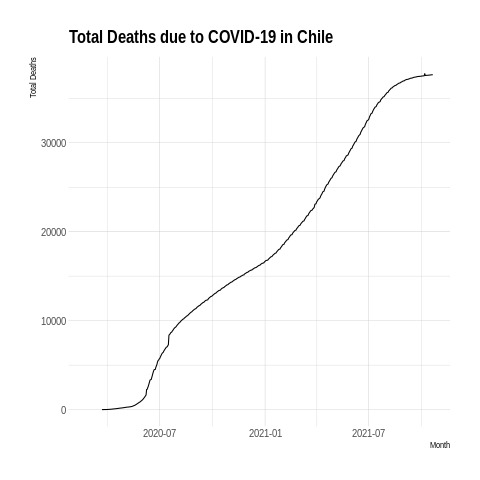 Total Deaths due to COVID-19 in Chile
Total Deaths
30000
20000
10000
0
2020-07
2021-01
2021-07
Month